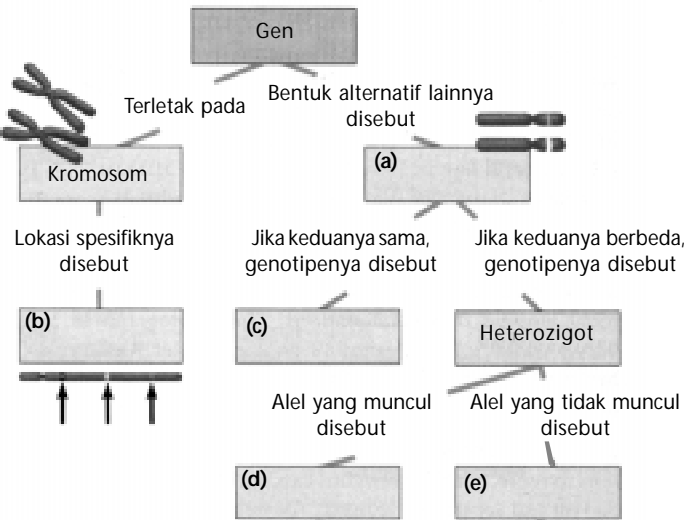 Gen
Terletak pada
Bentuk alternatif lainnya
disebut
Kromosom
(a)
Lokasi spesifiknya
disebut
Jika keduanya sama,
genotipenya disebut
Jika keduanya berbeda,
genotipenya disebut
(b)
(c)
Heterozigot
Alel yang muncul
disebut
Alel yang tidak muncul
disebut
(d)
(e)